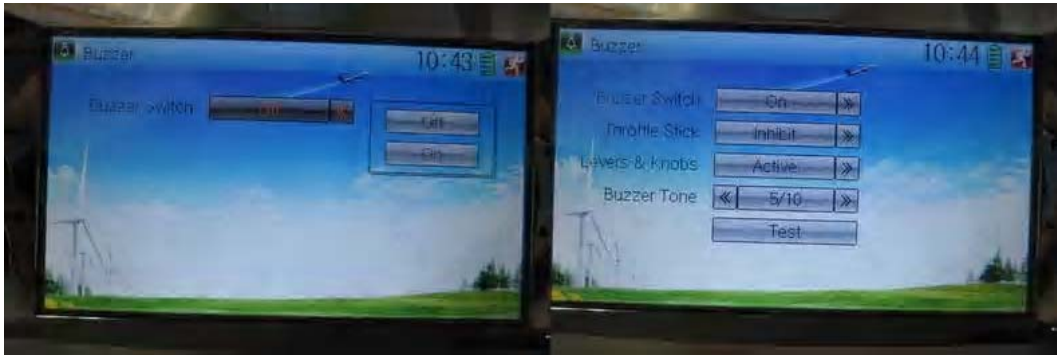 Buzzer
10:43
Buzzer Switch
Off
On
Buzzer
10:44
Buzzer Switch On
Throttle Stick Inhibit
Levers & Knobs Active
Buzzer Tone 5/10
Test